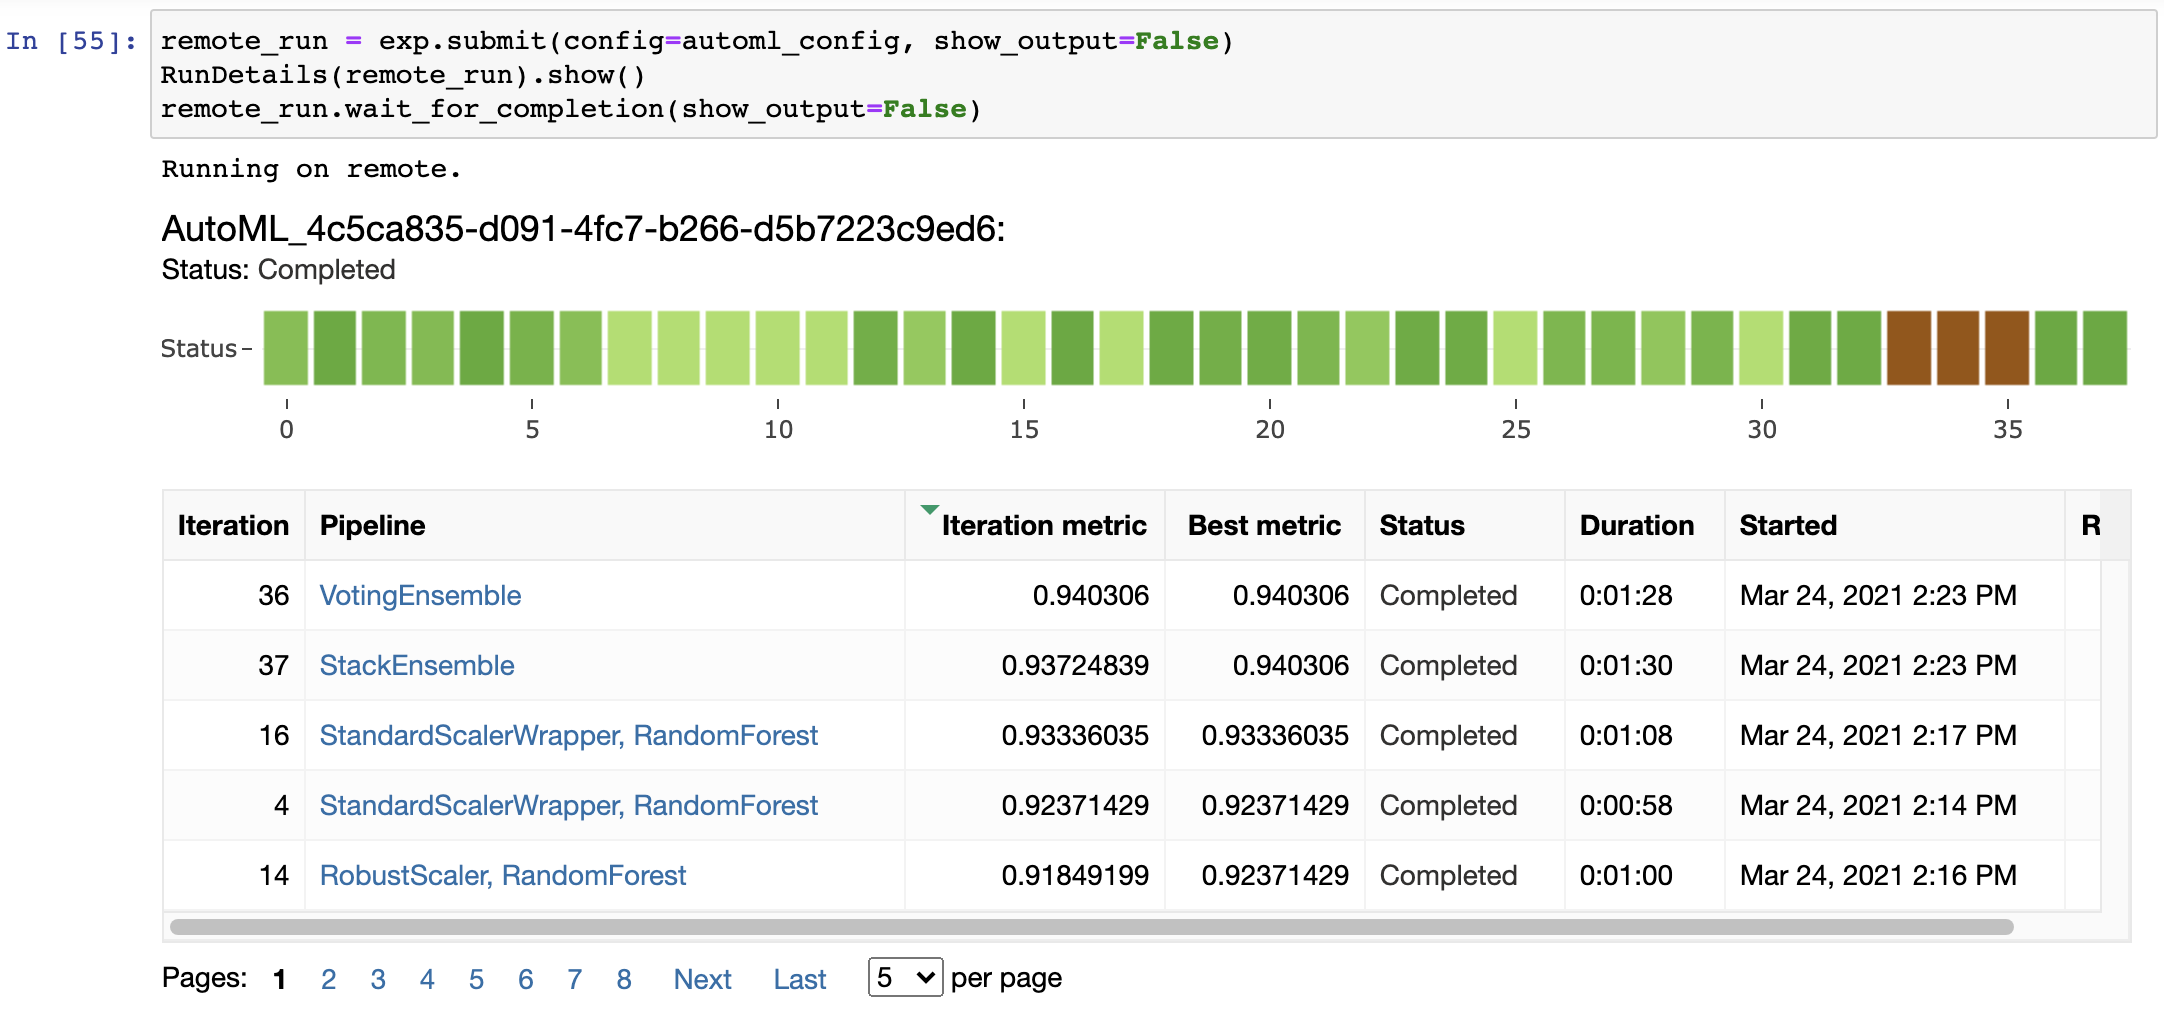 In [55]: remote_run = exp.submit(config=automl_config, show_output=False)
RunDetails(remote_run).show()
remote_run.wait_for_completion(show_output=False)
Running on remote.
AutoML_4c5ca835-d091-4fc7-b266-d5b7223c9ed6:
Status: Completed
Status
0 5 10 15 20 25 30 35
Iteration Pipeline Iteration metric Best metric Status Duration Started R
36 VotingEnsemble 0.940306 0.940306 Completed 0:01:28 Mar 24, 2021 2:23 PM
37 StackEnsemble 0.93724839 0.940306 Completed 0:01:30 Mar 24, 2021 2:23 PM
16 StandardScalerWrapper, RandomForest 0.93336035 0.93336035 Completed 0:01:08 Mar 24, 2021 2:17 PM
4 StandardScalerWrapper, RandomForest 0.92371429 0.92371429 Completed 0:00:58 Mar 24, 2021 2:14 PM
14 RobustScaler, RandomForest 0.91849199 0.92371429 Completed 0:01:00 Mar 24, 2021 2:16 PM
Pages: 1 2 3 4 5 6 7 8 Next Last 5 per page